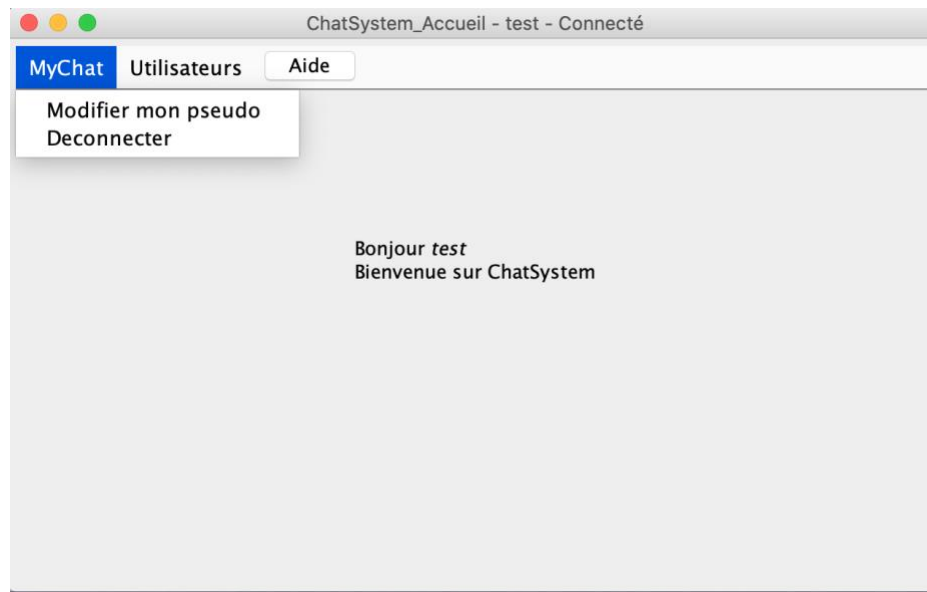 ChatSystem_Accueil - test - Connecté
MyChat Utilisateurs Aide
Modifier mon pseudo
Deconnecter
Bonjour test
Bienvenue sur ChatSystem